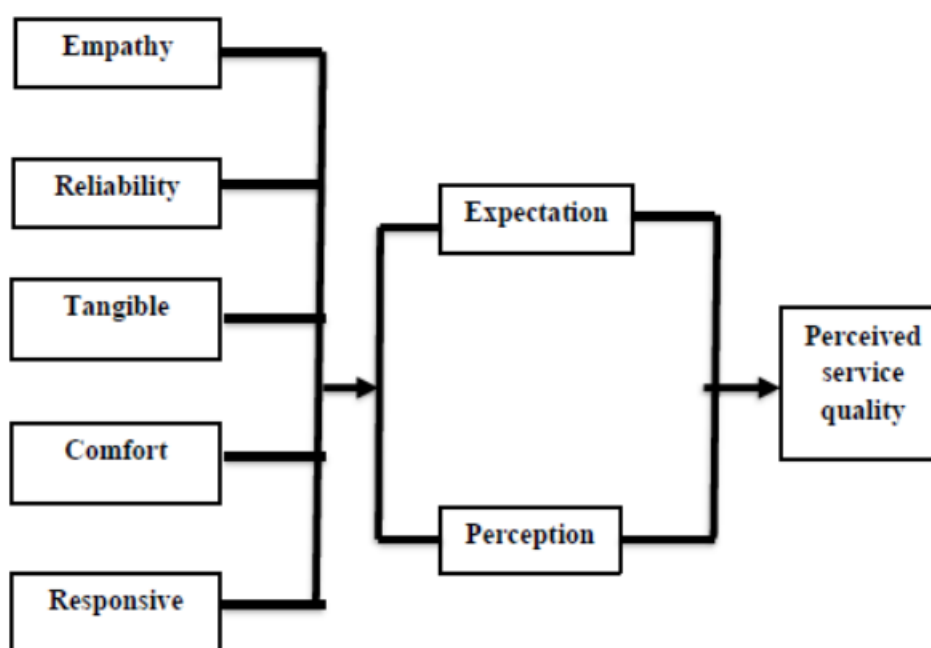 Empathy
Reliability
Tangible
Comfort
Responsive
Expectation
Perception
Perceived
service
quality